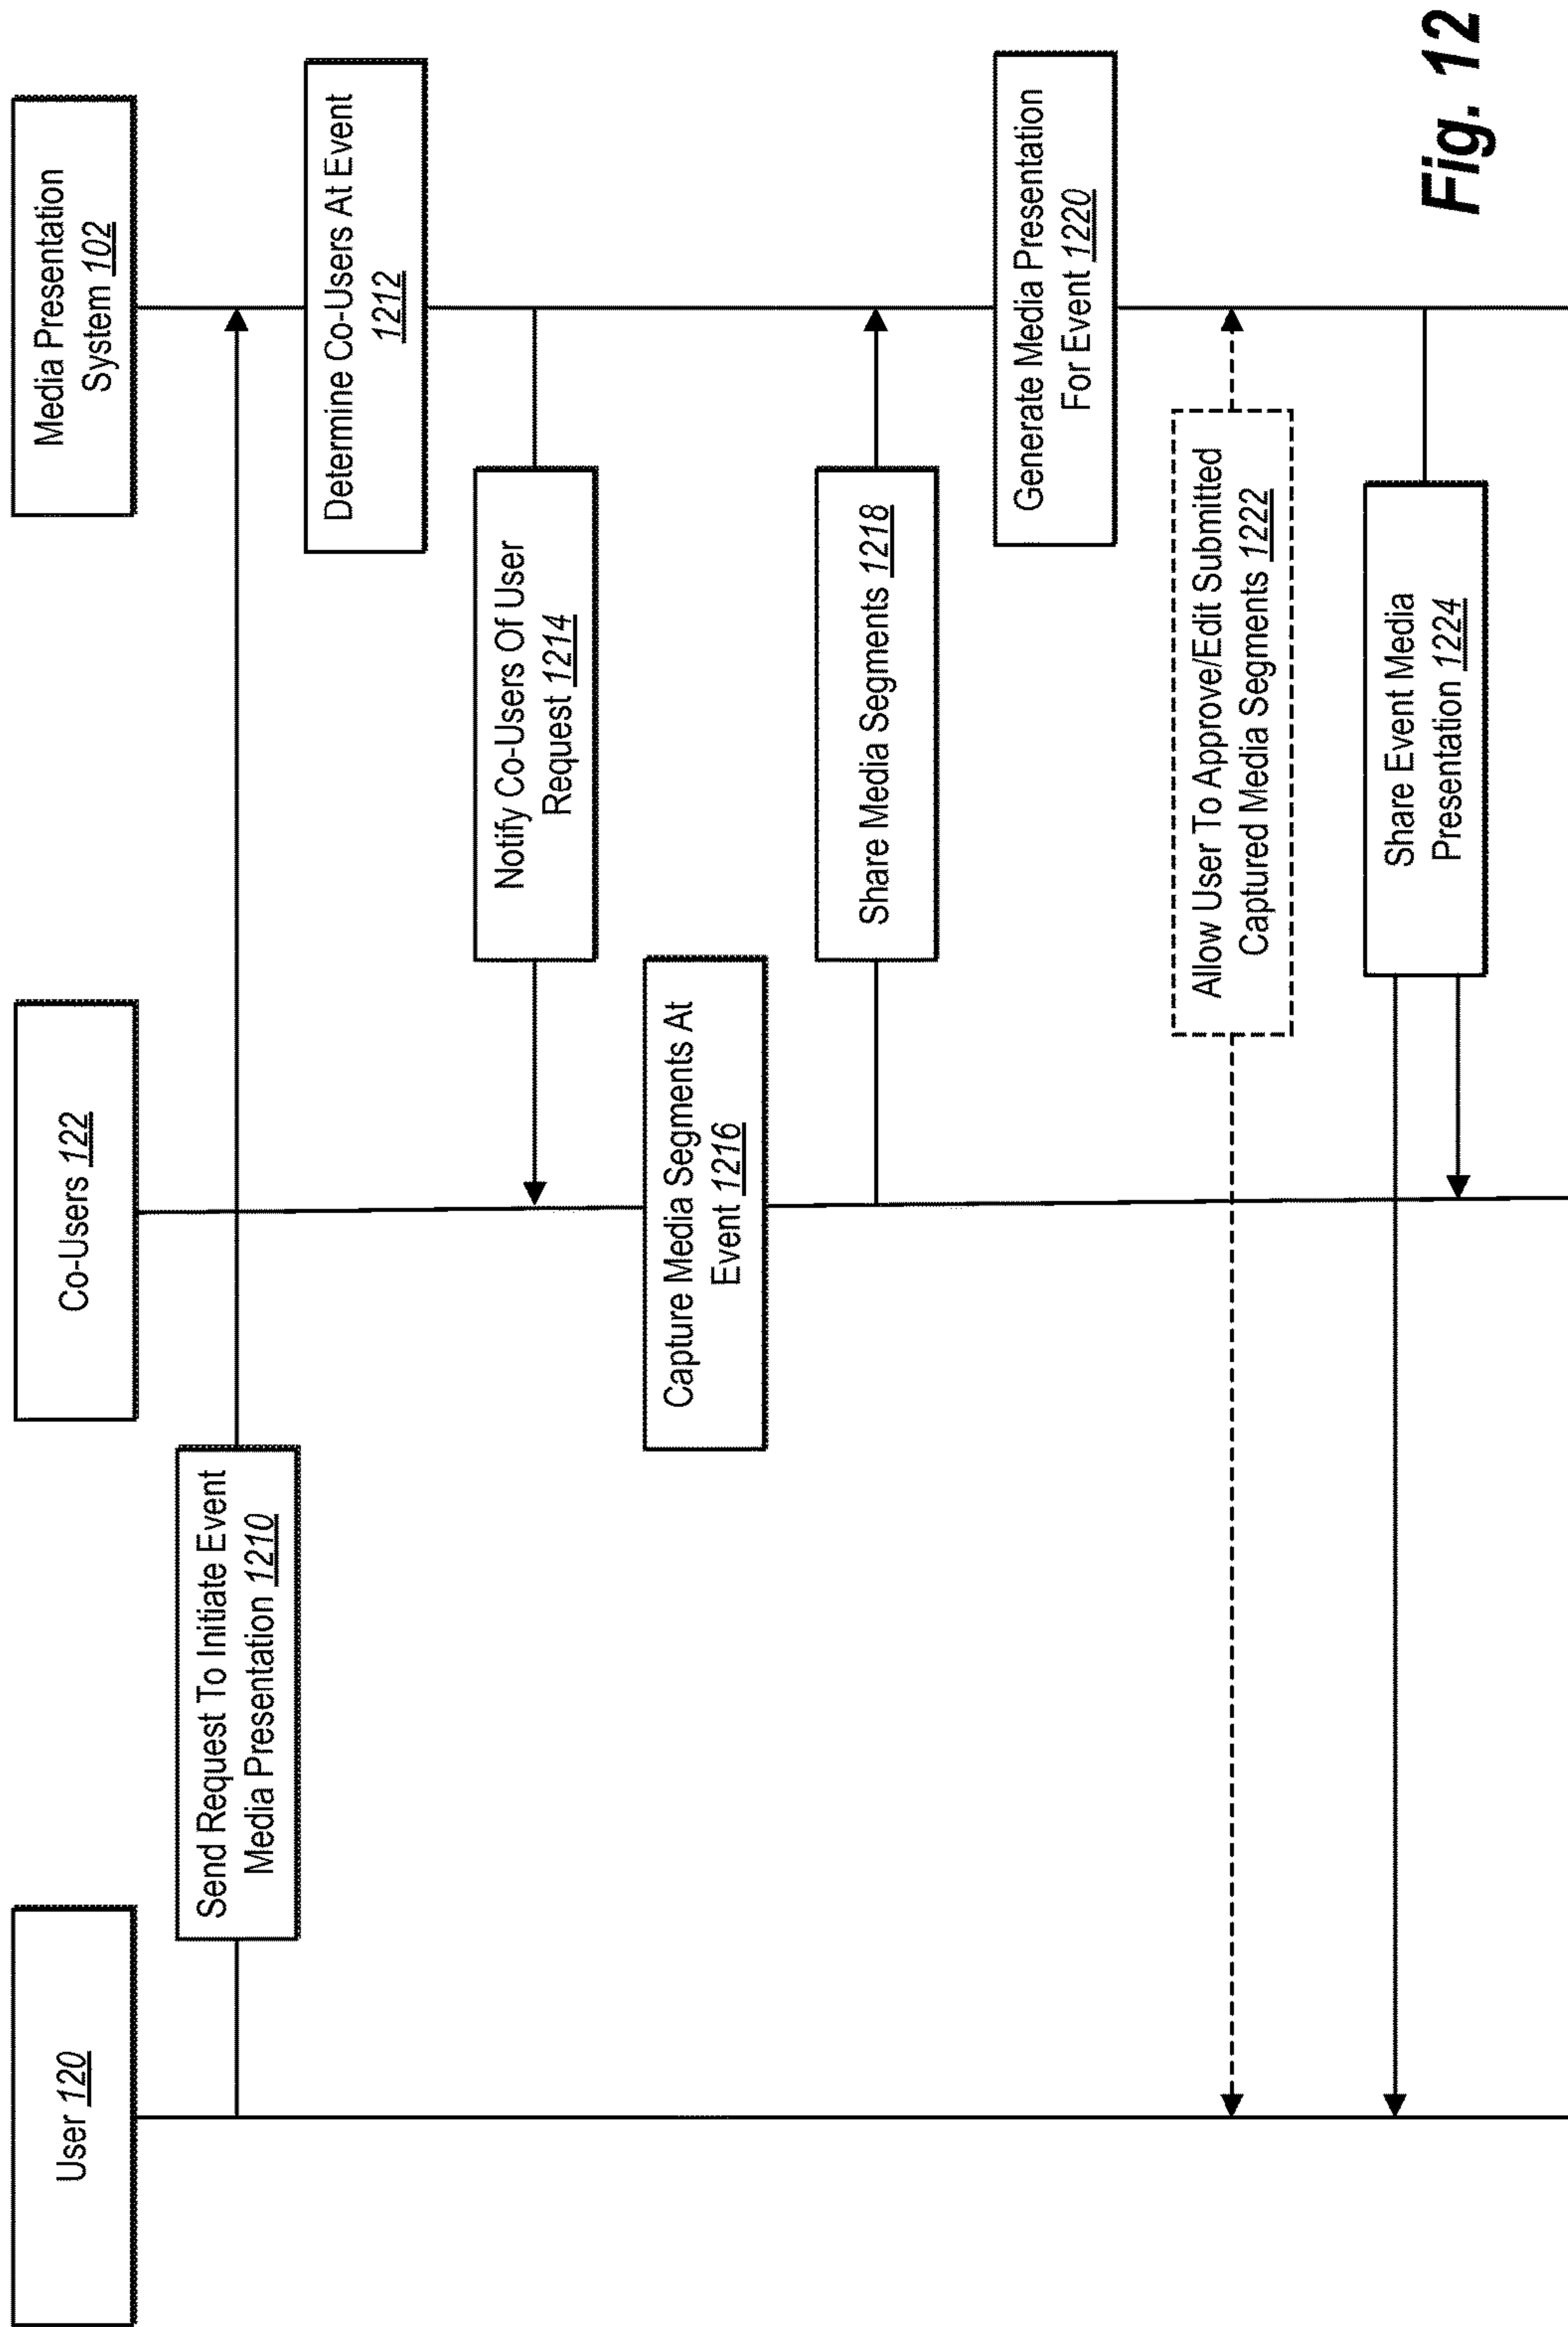 User 120
Co-Users 122
Media Presentation
System 102
Send Request To Initiate Event
Media Presentation 1210
Determine Co-Users At Event
1212
Notify Co-Users Of User
Request 1214
Capture Media Segments At
Event 1216
Share Media Segments 1218
Generate Media Presentation
For Event 1220
Allow User To Approve/Edit Submitted
Captured Media Segments 1222
Share Event Media
Presentation 1224
Fig. 12